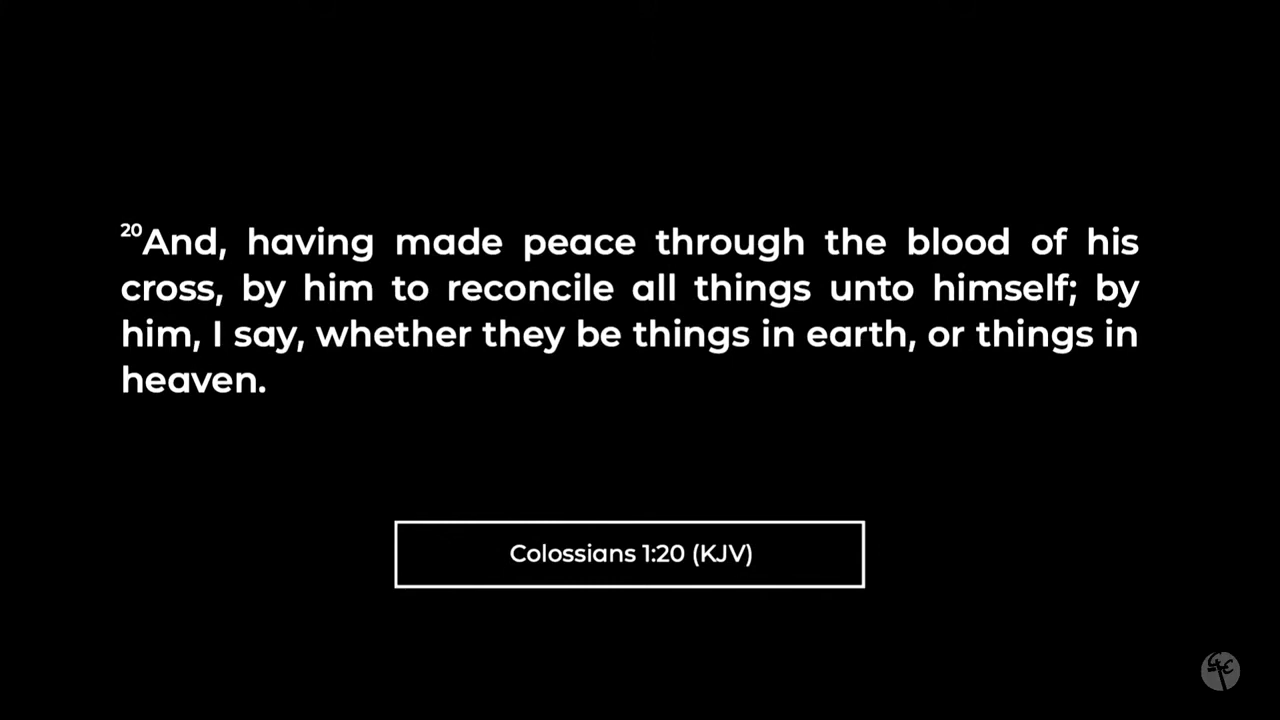 20And, having made peace through the blood of his
cross, by him to reconcile all things unto himself; by
him, I say, whether they be things in earth, or things in
heaven.
Colossians 1:20 (KJV)